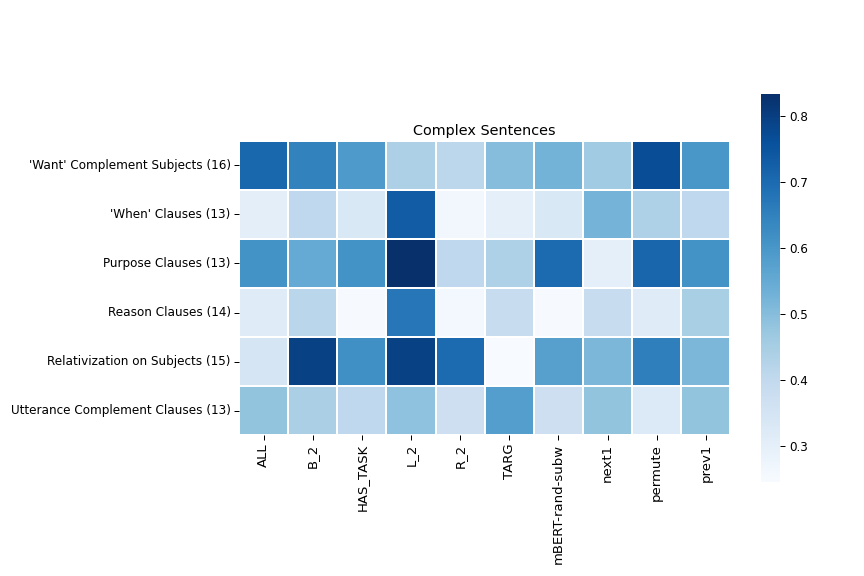 Complex Sentences
'Want' Complement Subjects (16)
'When' Clauses (13)
Purpose Clauses (13)
Reason Clauses (14)
Relativization on Subjects (15)
Utterance Complement Clauses (13)
ALL
B_2
HAS_TASK
L_2
R_2
TARG
mBERT-rand-subw
next1
permute
prev1
0.8
0.7
0.6
0.5
0.4
0.3